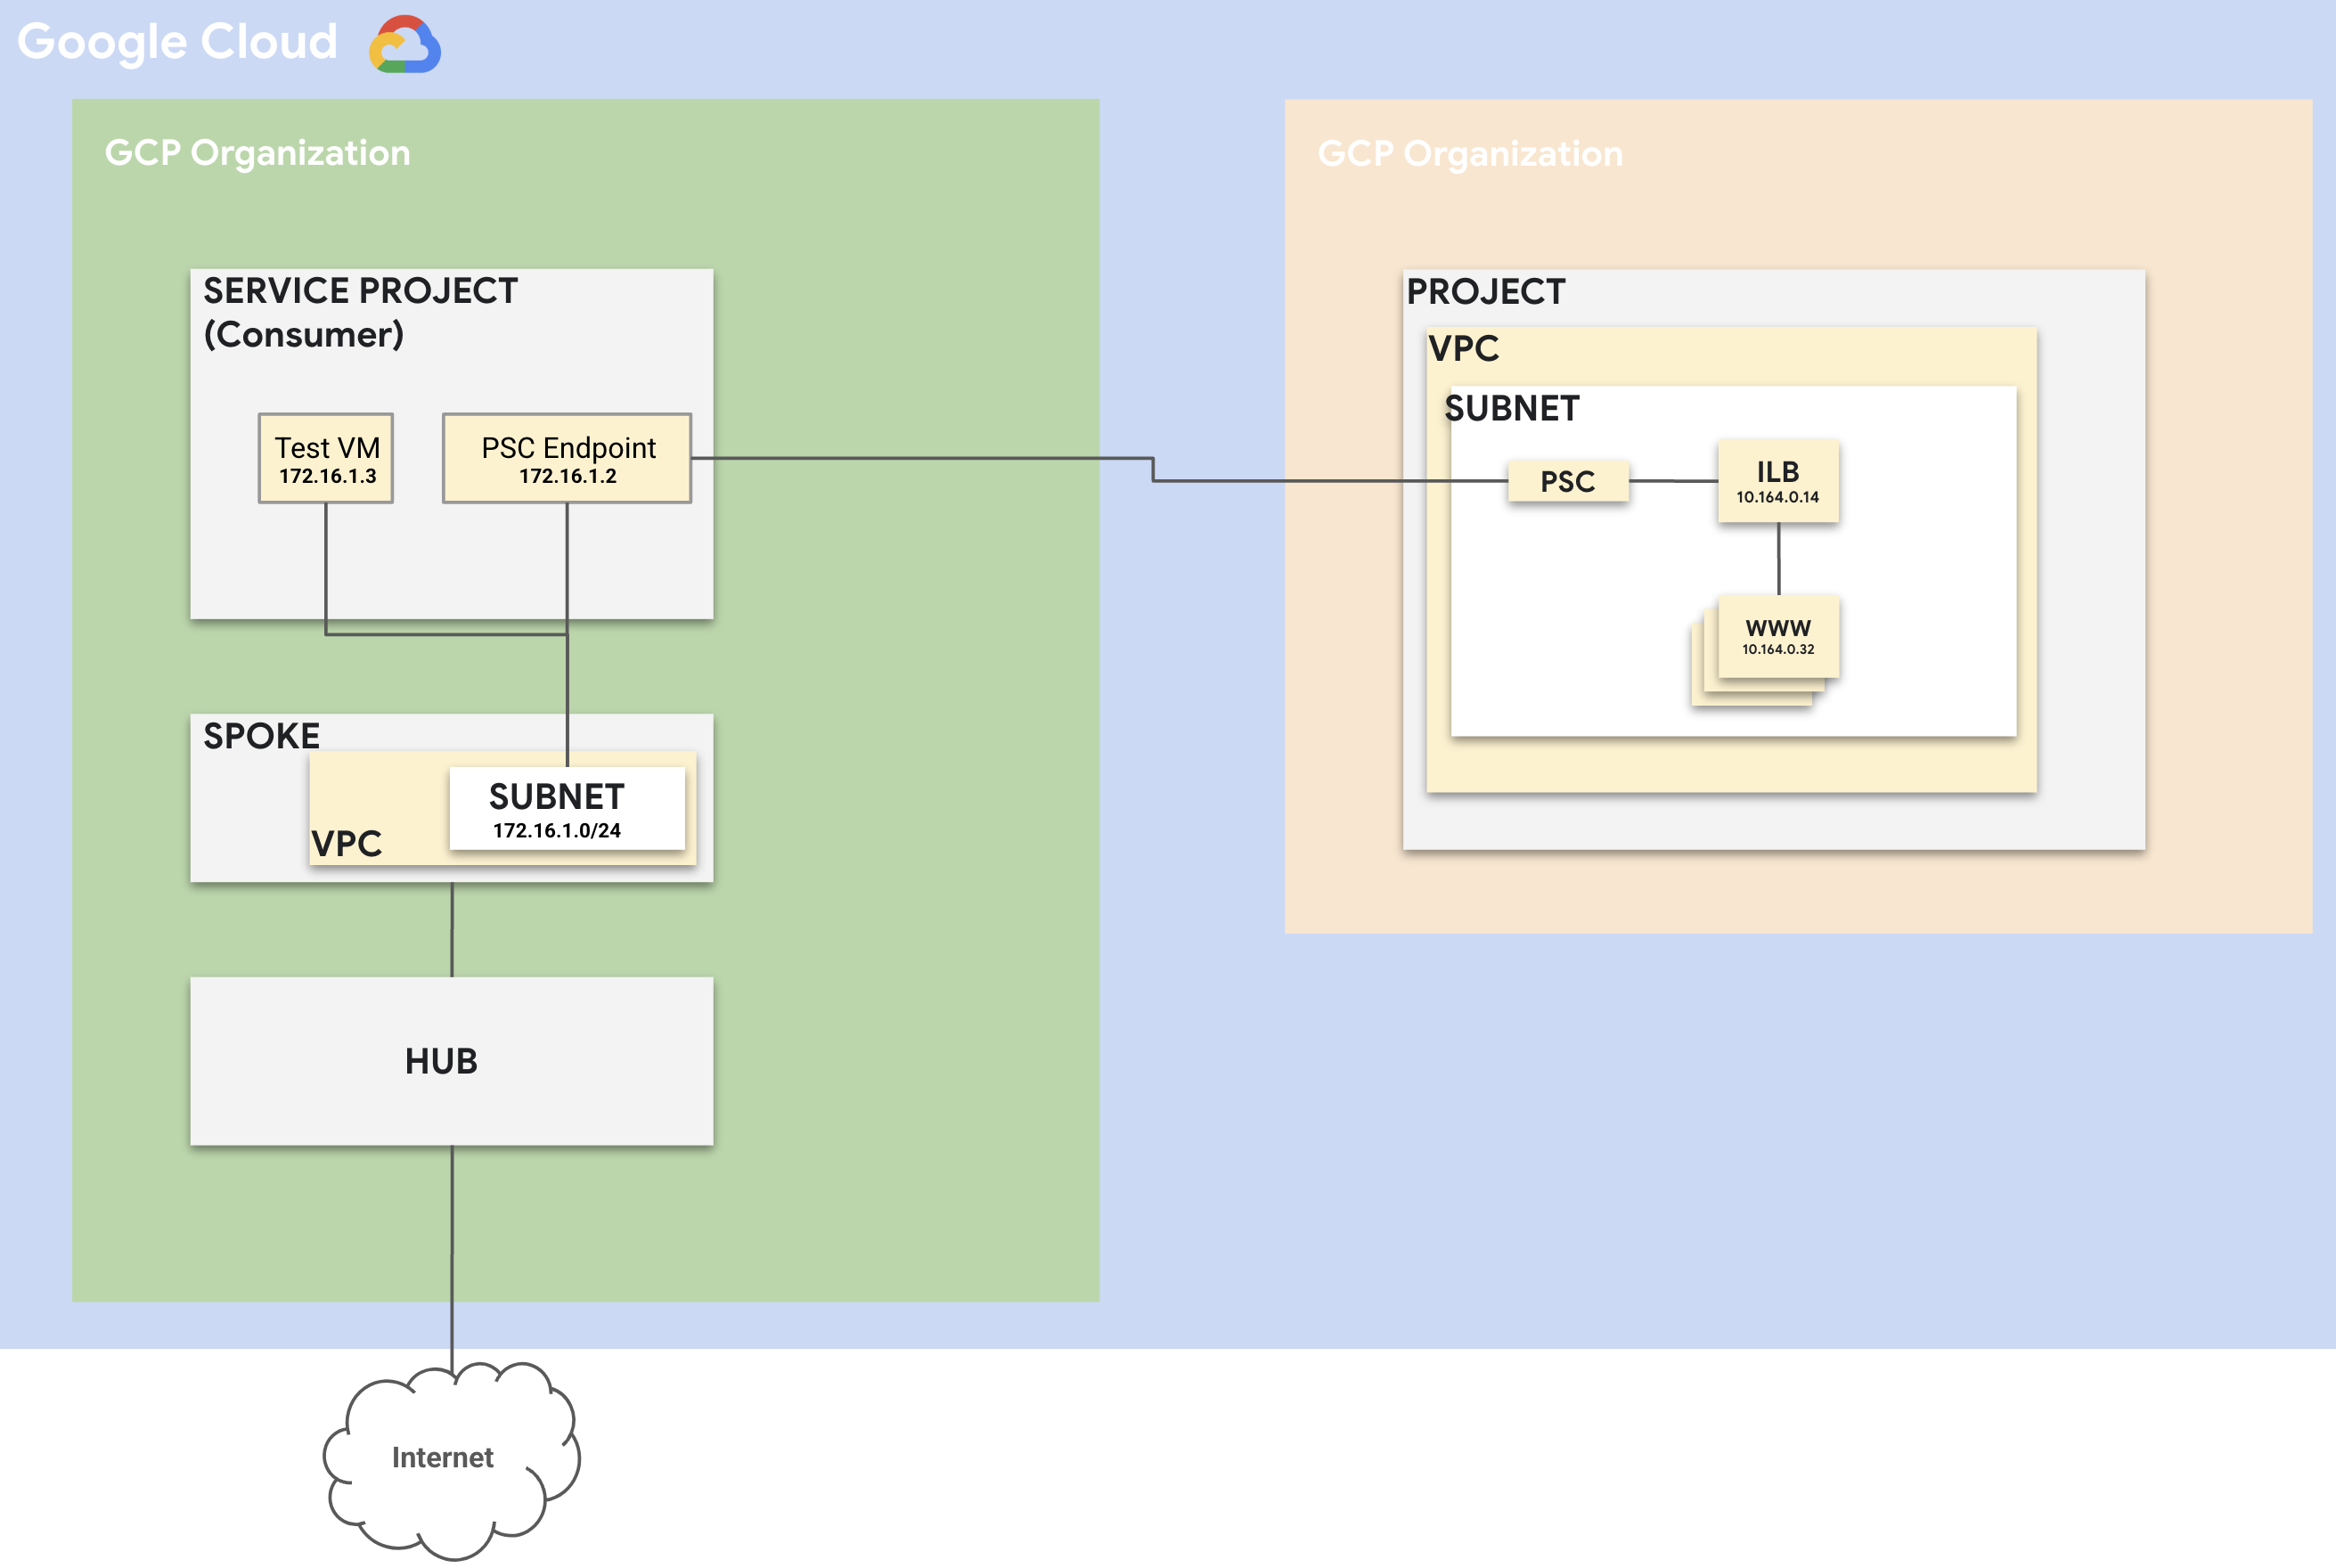 Google Cloud
GCP Organization
SERVICE PROJECT
(Consumer)
Test VM
172.16.1.3
PSC Endpoint
172.16.1.2
SPOKE
VPC
SUBNET
172.16.1.0/24
HUB
Internet
GCP Organization
PROJECT
VPC
SUBNET
PSC
ILB
10.164.0.14
WWW
10.164.0.32